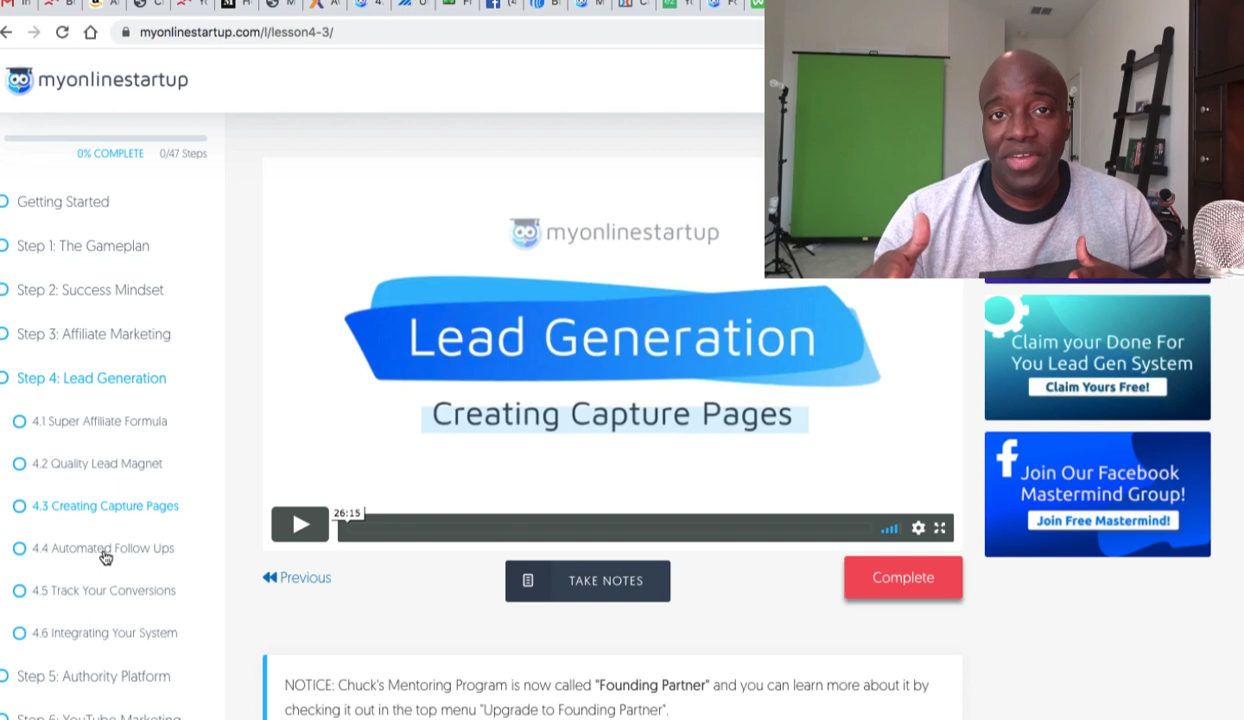 myonlinestartup.com/l/lesson4-3/
myonlinestartup
0% COMPLETE 0/47 Steps
Getting Started
Step 1: The Gameplan
Step 2: Success Mindset
Step 3: Affiliate Marketing
Step 4: Lead Generation
4.1 Super Affiliate Formula
4.2 Quality Lead Magnet
4.3 Creating Capture Pages
4.4 Automated Follow Ups
4.5 Track Your Conversions
4.6 Integrating Your System
Step 5: Authority Platform
Step 6: YouTube Marketing
myonlinestartup
Lead Generation
Creating Capture Pages
26:15
Previous
TAKE NOTES
Complete
NOTICE: Chuck's Mentoring Program is now called "Founding Partner" and you can learn more about it by
checking it out in the top menu "Upgrade to Founding Partner".
Claim your Done For
You Lead Gen System
Claim Yours Free!
Join Our Facebook
Mastermind Group!
Join Free Mastermind!